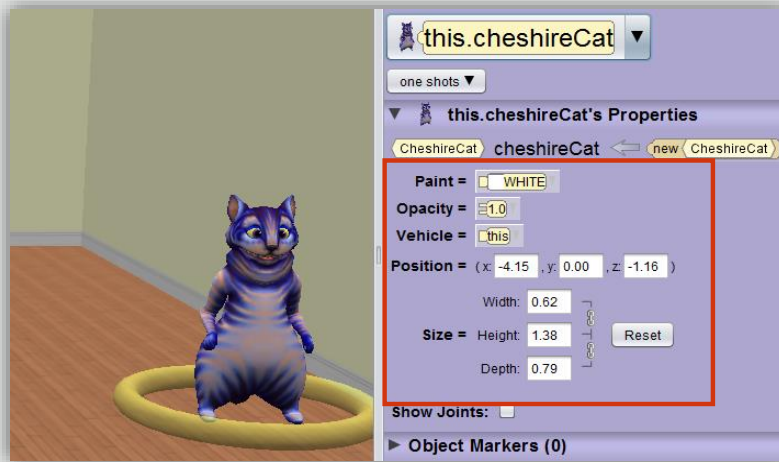 this.cheshireCat ▼
one shots ▼
▼ this.cheshireCat's Properties
CheshireCat cheshireCat new CheshireCat
Paint = WHITE
Opacity = 1.0
Vehicle = this
Position = (x: -4.15 , y: 0.00 , z: -1.16 )
Width: 0.62
Size = Height: 1.38 Reset
Depth: 0.79
Show Joints:
► Object Markers (0)